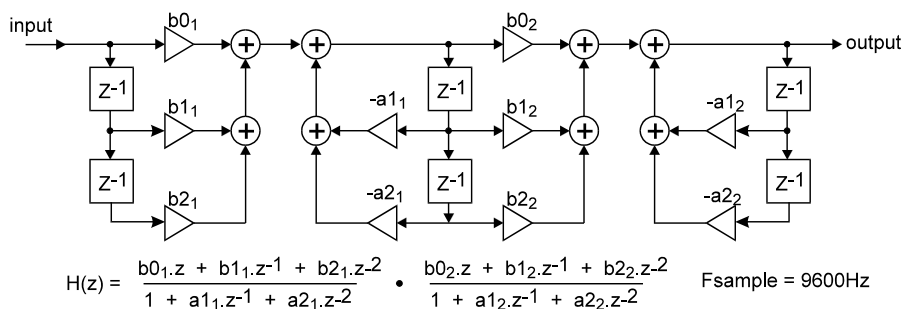 input
b0₁
b0₂
output
+
+
+
+
z-1
z-1
z-1
b1₁
-a1₁
b1₂
-a1₂
+
+
+
+
z-1
z-1
z-1
b2₁
-a2₁
b2₂
-a2₂
H(z) = b0₁.z + b1₁.z-1 + b2₁.z-2 • b0₂.z + b1₂.z-1 + b2₂.z-2 Fsample = 9600Hz
1 + a1₁.z-1 + a2₁.z-2 1 + a1₂.z-1 + a2₂.z-2